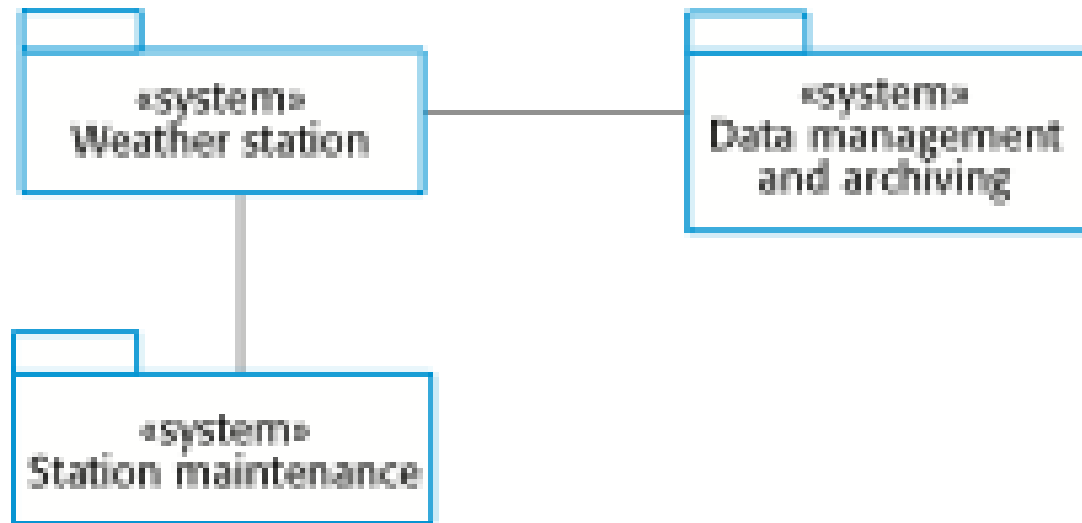 «system»
Weather station
«system»
Data management
and archiving
«system»
Station maintenance